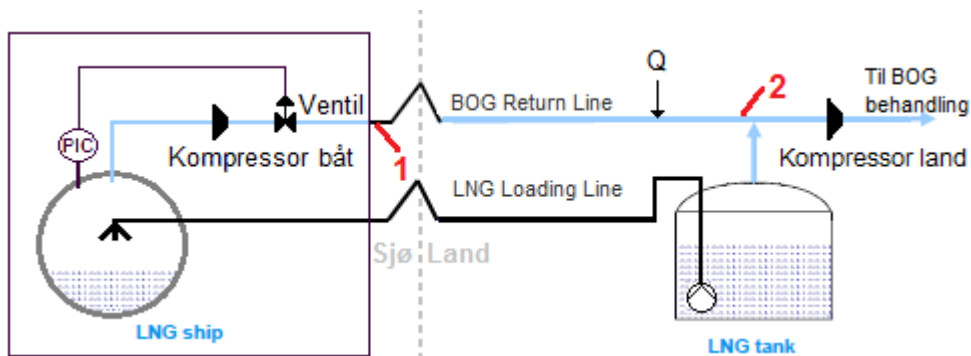 Q
2
Til BOG
behandling
Ventil
BOG Return Line
PIC
Kompressor båt
1
Kompressor land
LNG Loading Line
Sjø Land
LNG ship
LNG tank